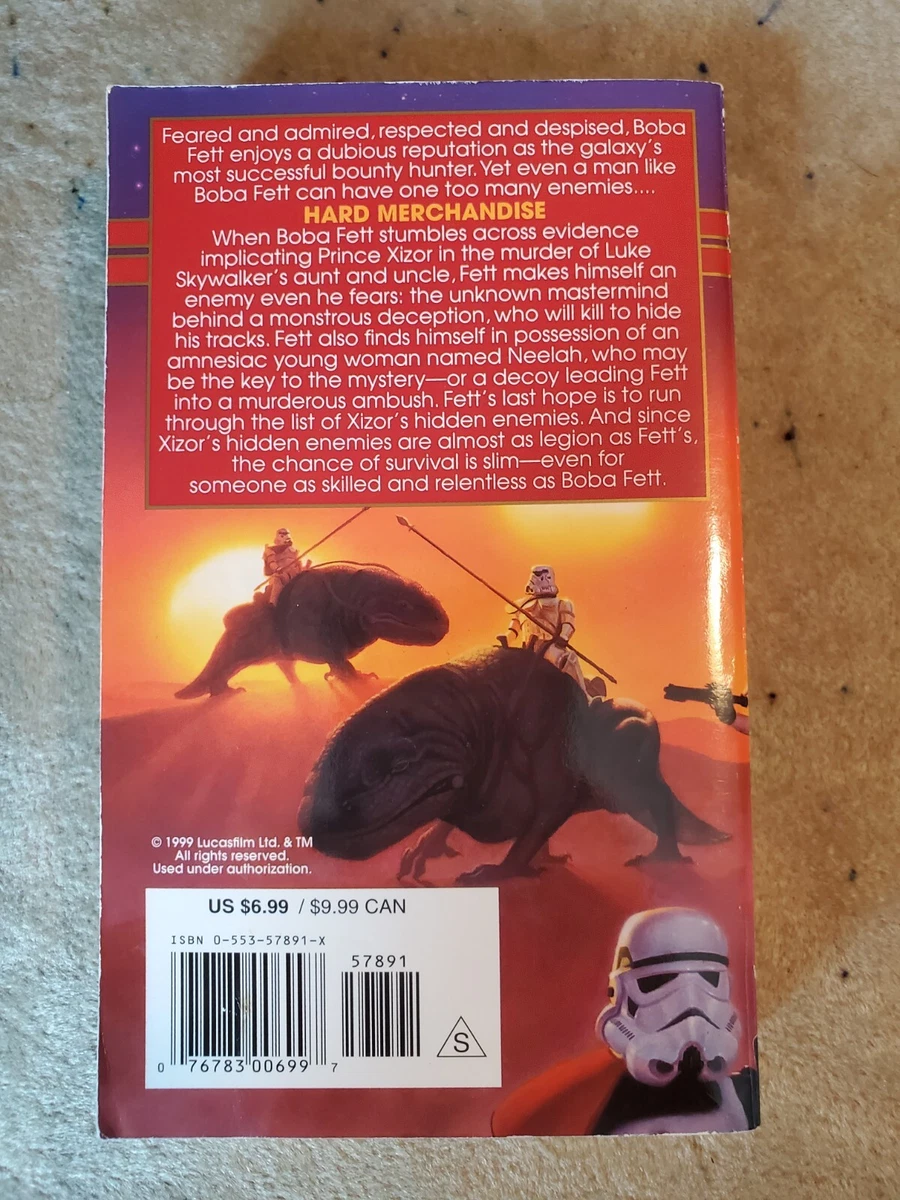 Feared and admired, respected and despised, Boba
Fett enjoys a dubious reputation as the galaxy's
most successful bounty hunter. Yet even a man like
Boba Fett can have one too many enemies....
HARD MERCHANDISE
When Boba Fett stumbles across evidence
implicating Prince Xizor in the murder of Luke
Skywalker's aunt and uncle, Fett makes himself an
enemy even he fears: the unknown mastermind
behind a monstrous deception, who will kill to hide
his tracks. Fett also finds himself in possession of an
amnesiac young woman named Neelah, who may
be the key to the mystery—or a decoy leading Fett
into a murderous ambush. Fett's last hope is to run
through the list of Xizor's hidden enemies. And since
Xizor's hidden enemies are almost as legion as Fett's,
the chance of survival is slim—even for
someone as skilled and relentless as Boba Fett.
© 1999 Lucasfilm Ltd. & TM
All rights reserved.
Used under authorization.
US $6.99 / $9.99 CAN
ISBN 0-553-57891-X
57891
0 76783 00699 7
S